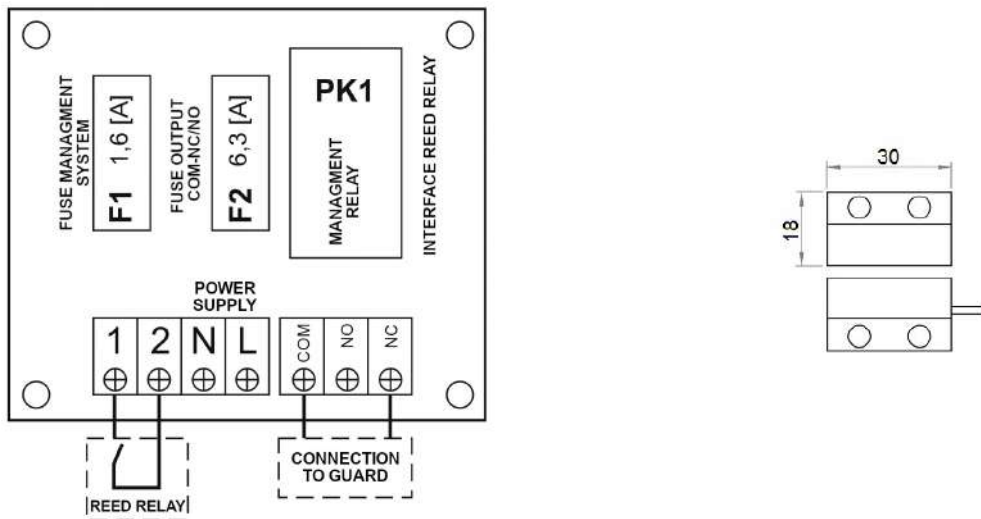 FUSE MANAGMENT
SYSTEM
F1 1,6 [A]
FUSE OUTPUT
COM-NC/NO
F2 6,3 [A]
PK1
MANAGMENT
RELAY
INTERFACE REED RELAY
POWER
SUPPLY
1 2 N L
COM NO NC
REED RELAY
CONNECTION
TO GUARD
30
18